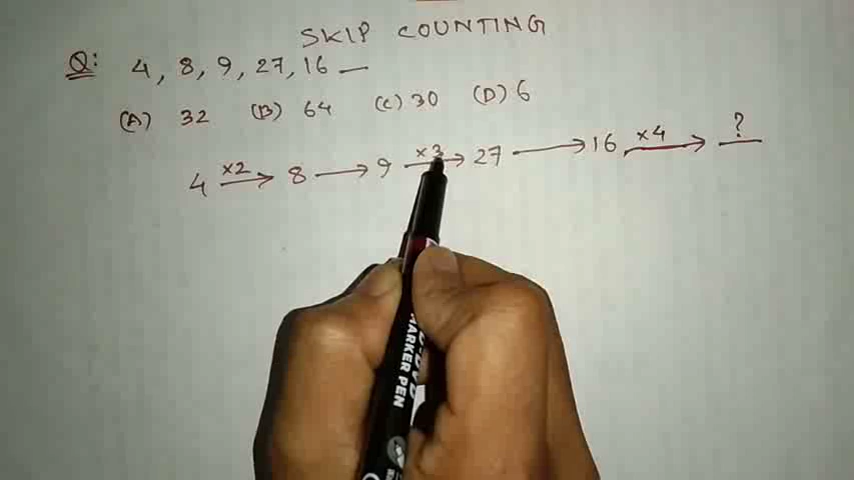 SKIP COUNTING
Q: 4, 8, 9, 27, 16 __
(A) 32 (B) 64 (C) 30 (D) 6
4 ×2→ 8 → 9 ×3→ 27 → 16 ×4→ ?
MARKER PEN